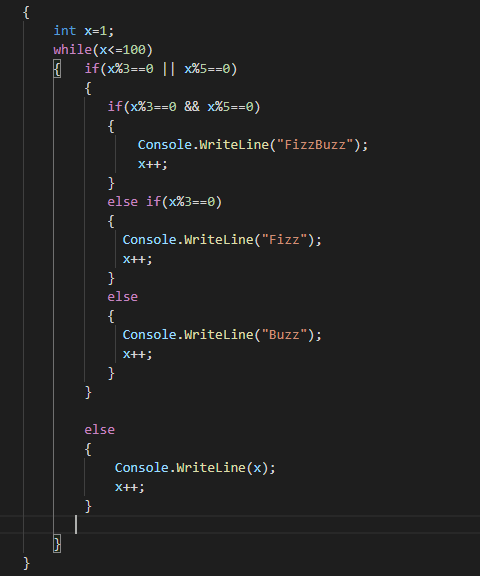 {
int x=1;
while(x<=100)
{ if(x%3==0 || x%5==0)
{
if(x%3==0 && x%5==0)
{
Console.WriteLine("FizzBuzz");
x++;
}
else if(x%3==0)
{
Console.WriteLine("Fizz");
x++;
}
else
{
Console.WriteLine("Buzz");
x++;
}
}
else
{
Console.WriteLine(x);
x++;
}
}
}